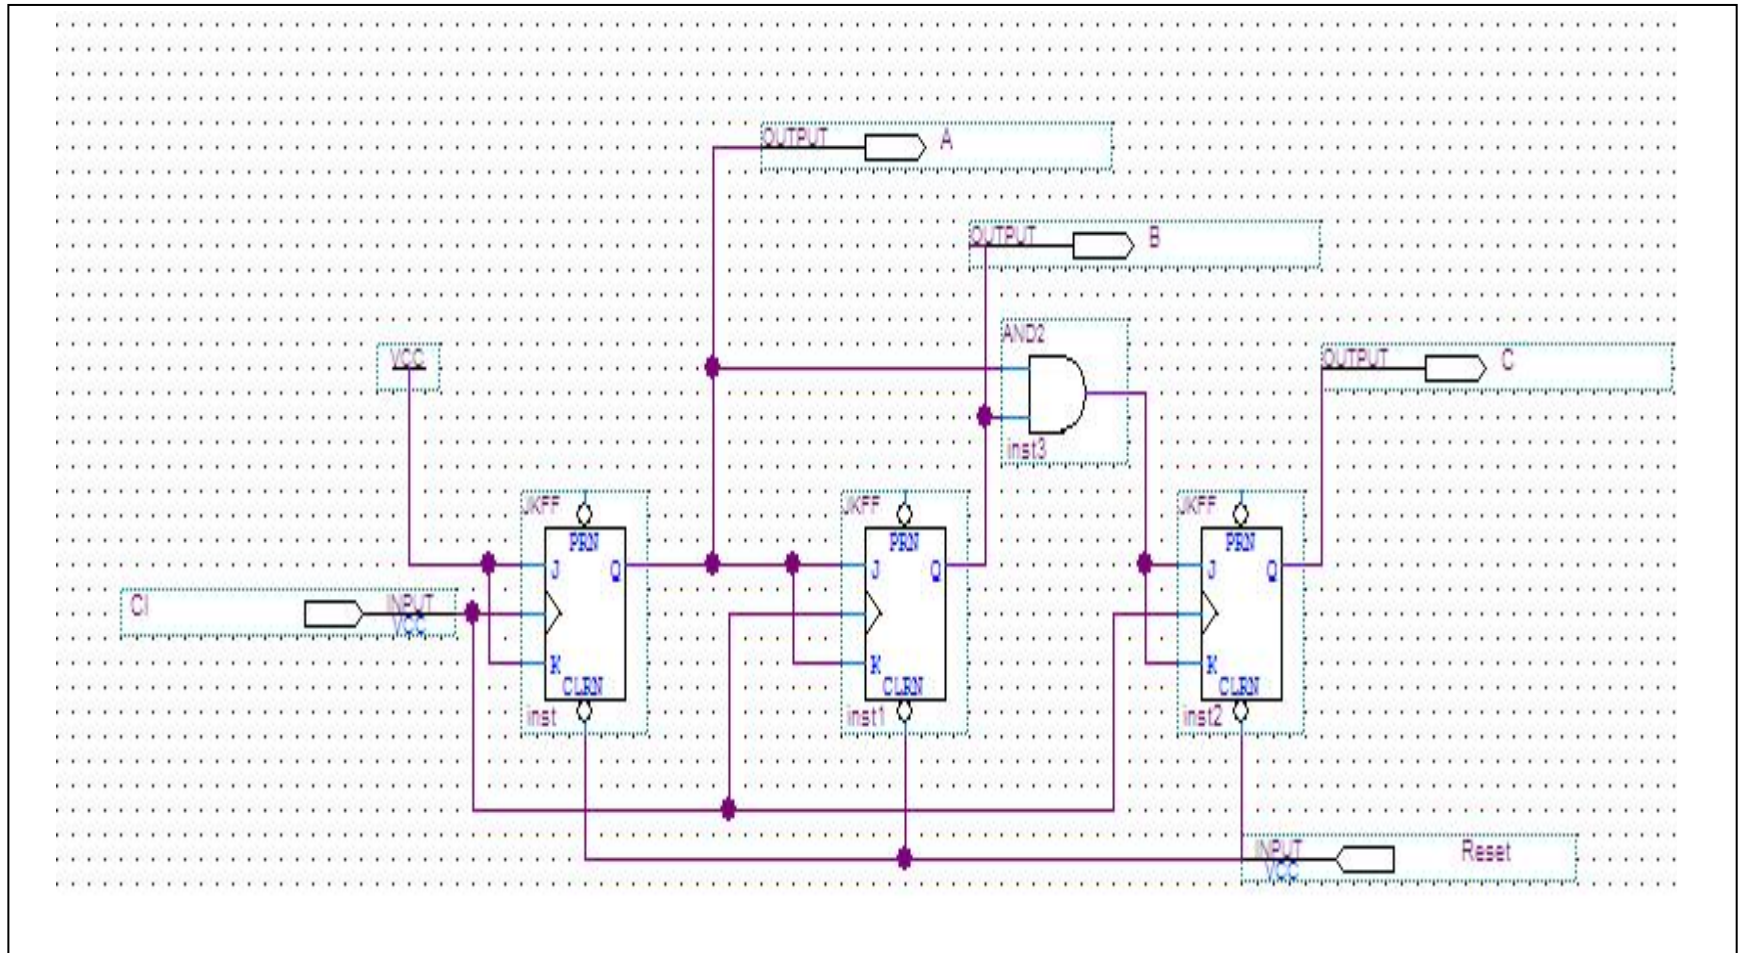 OUTPUT A
OUTPUT B
AND2
VCC
OUTPUT C
inst3
JKFF
JKFF
JKFF
PRN
PRN
PRN
J Q
J Q
J Q
CI INPUT
VCC
K
K
K
CLRN
CLRN
CLRN
inst
inst1
inst2
INPUT Reset
VCC